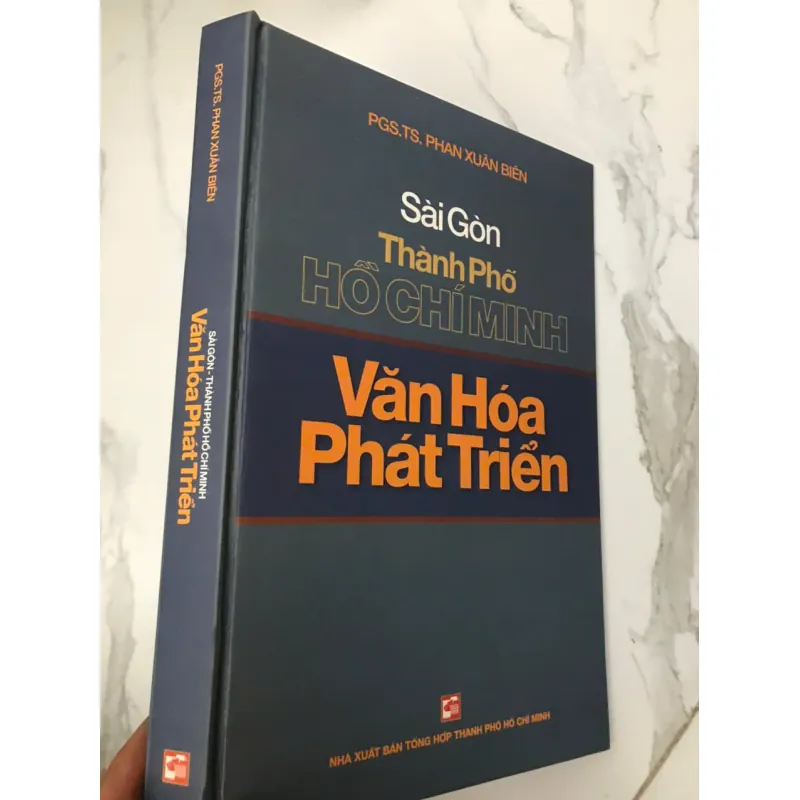 PGS.TS. PHAN XUÂN BIÊN
SÀI GÒN - THÀNH PHỐ HỒ CHÍ MINH
Văn Hóa Phát Triển
PGS.TS. PHAN XUÂN BIÊN
Sài Gòn
Thành Phố
HỒ CHÍ MINH
Văn Hóa
Phát Triển
NHÀ XUẤT BẢN TỔNG HỢP THÀNH PHỐ HỒ CHÍ MINH